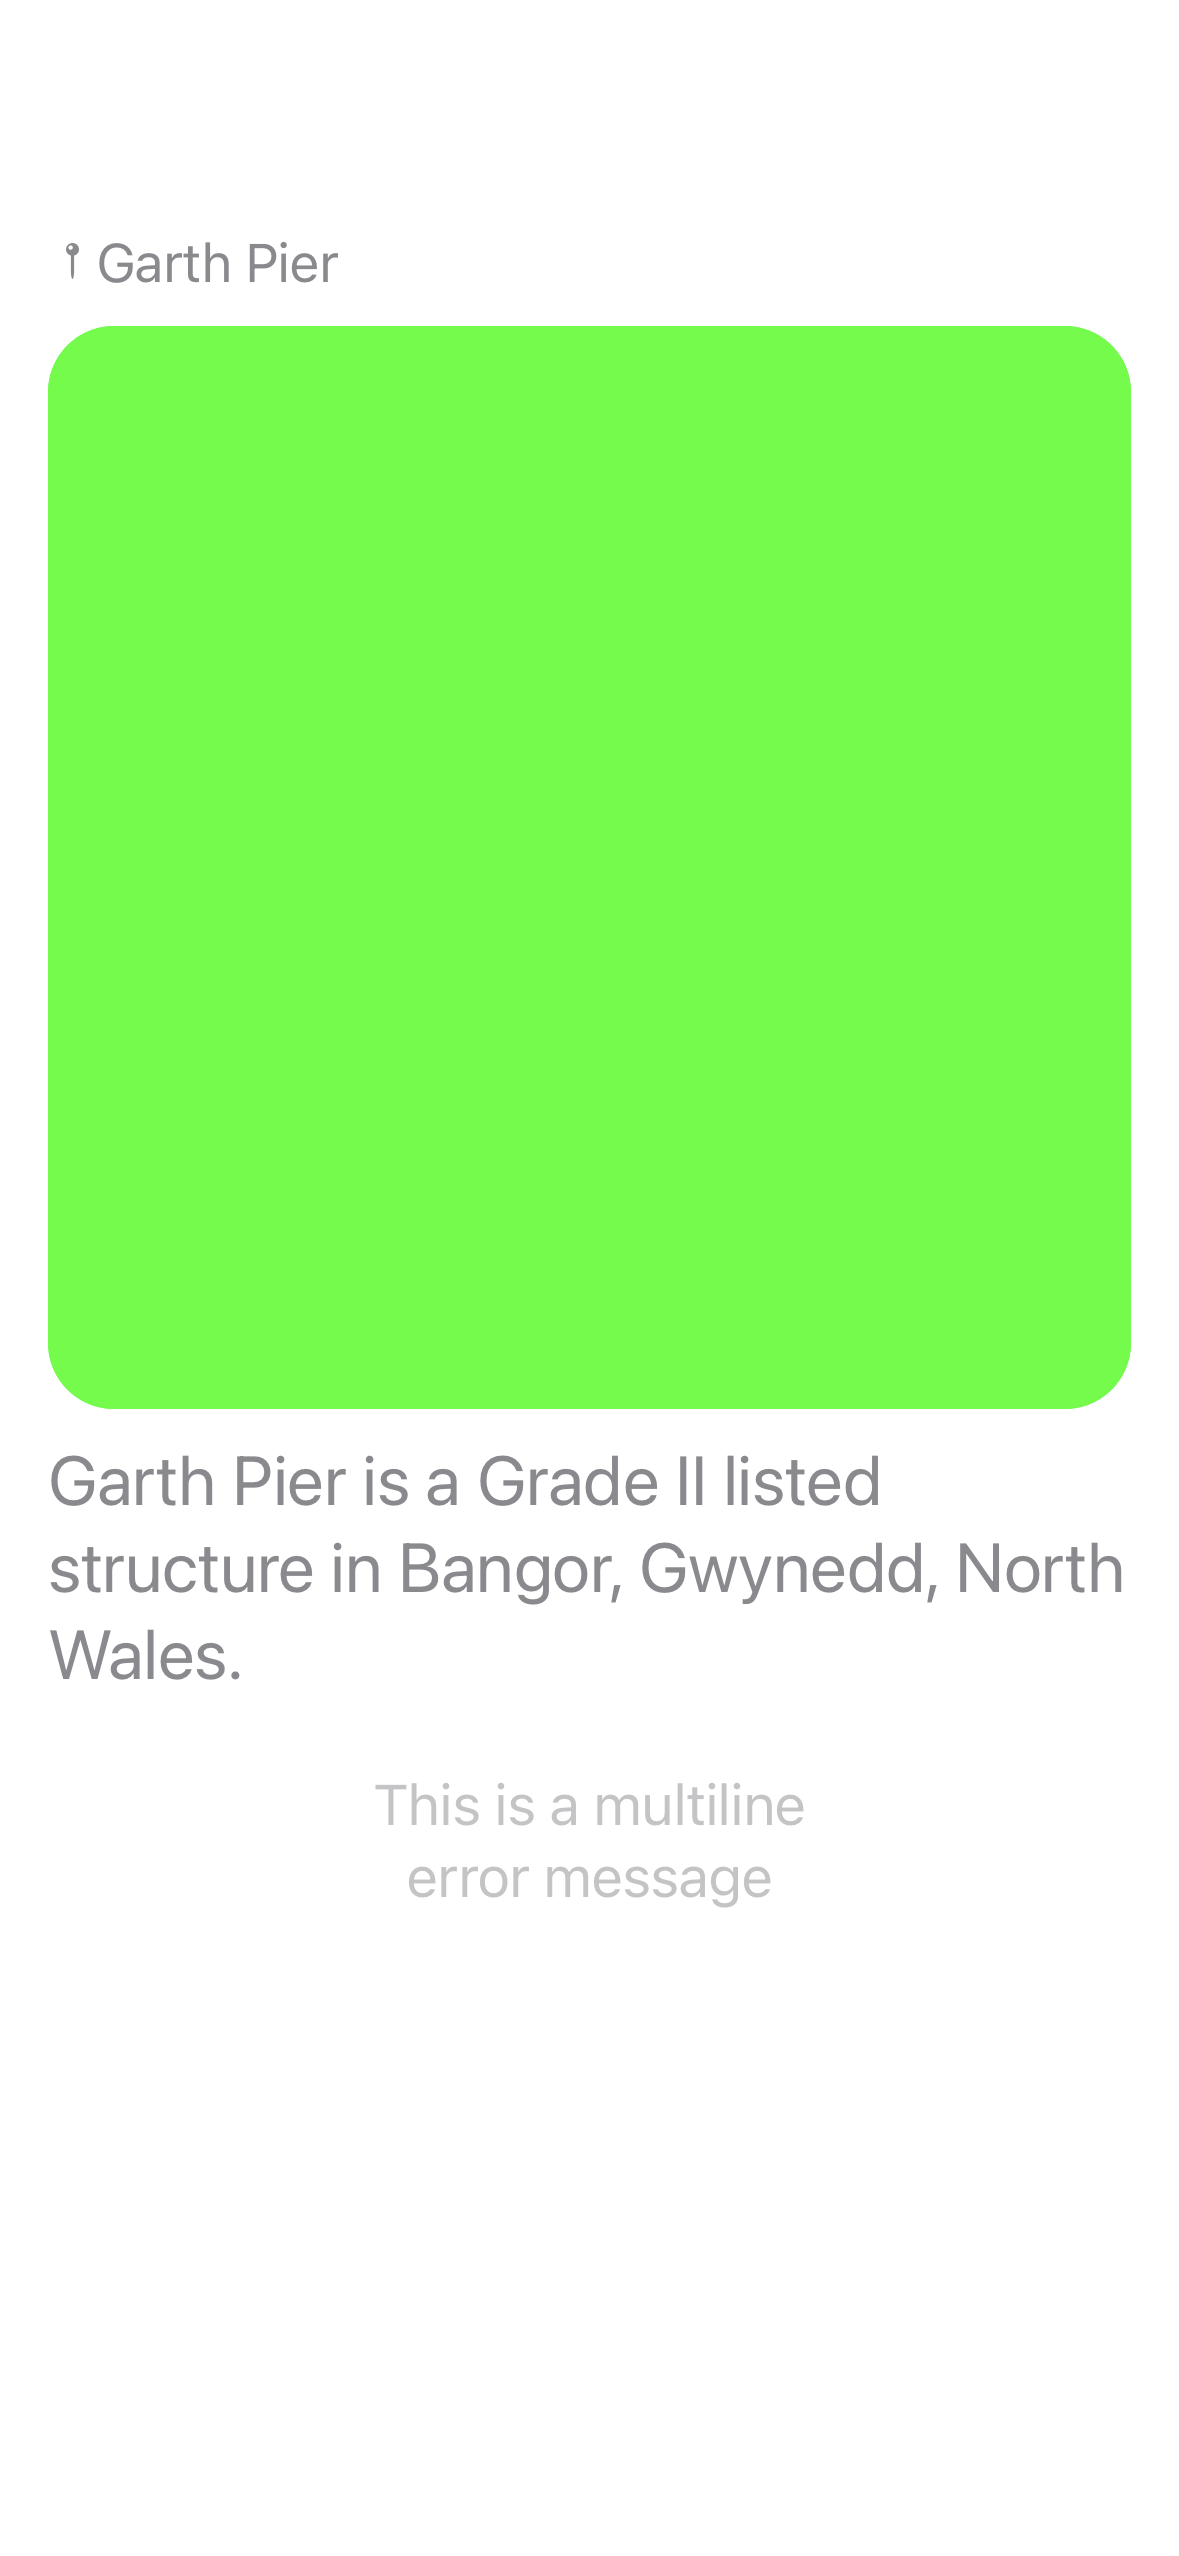 Garth Pier
Garth Pier is a Grade II listed
structure in Bangor, Gwynedd, North
Wales.
This is a multiline
error message